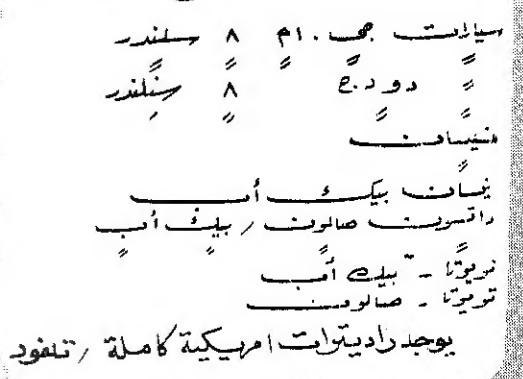 سيارات جي . ام ٨ سلندر
〃 〃 〃 〃 〃
〃 دودج ٨ سلندر
〃 〃 〃
نيسان
〃
نيسان بيك أب
داتسون صالون / بيك أب
〃 〃 〃 〃
تويوتا - بيك أب
تويوتا - صالون
يوجد راديترات امريكية كاملة /